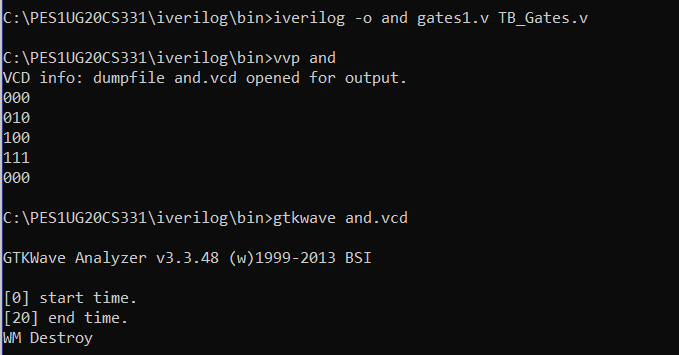 C:\PES1UG20CS331\iverilog\bin>iverilog -o and gates1.v TB_Gates.v
C:\PES1UG20CS331\iverilog\bin>vvp and
VCD info: dumpfile and.vcd opened for output.
000
010
100
111
000
C:\PES1UG20CS331\iverilog\bin>gtkwave and.vcd
GTKWave Analyzer v3.3.48 (w)1999-2013 BSI
[0] start time.
[20] end time.
WM Destroy